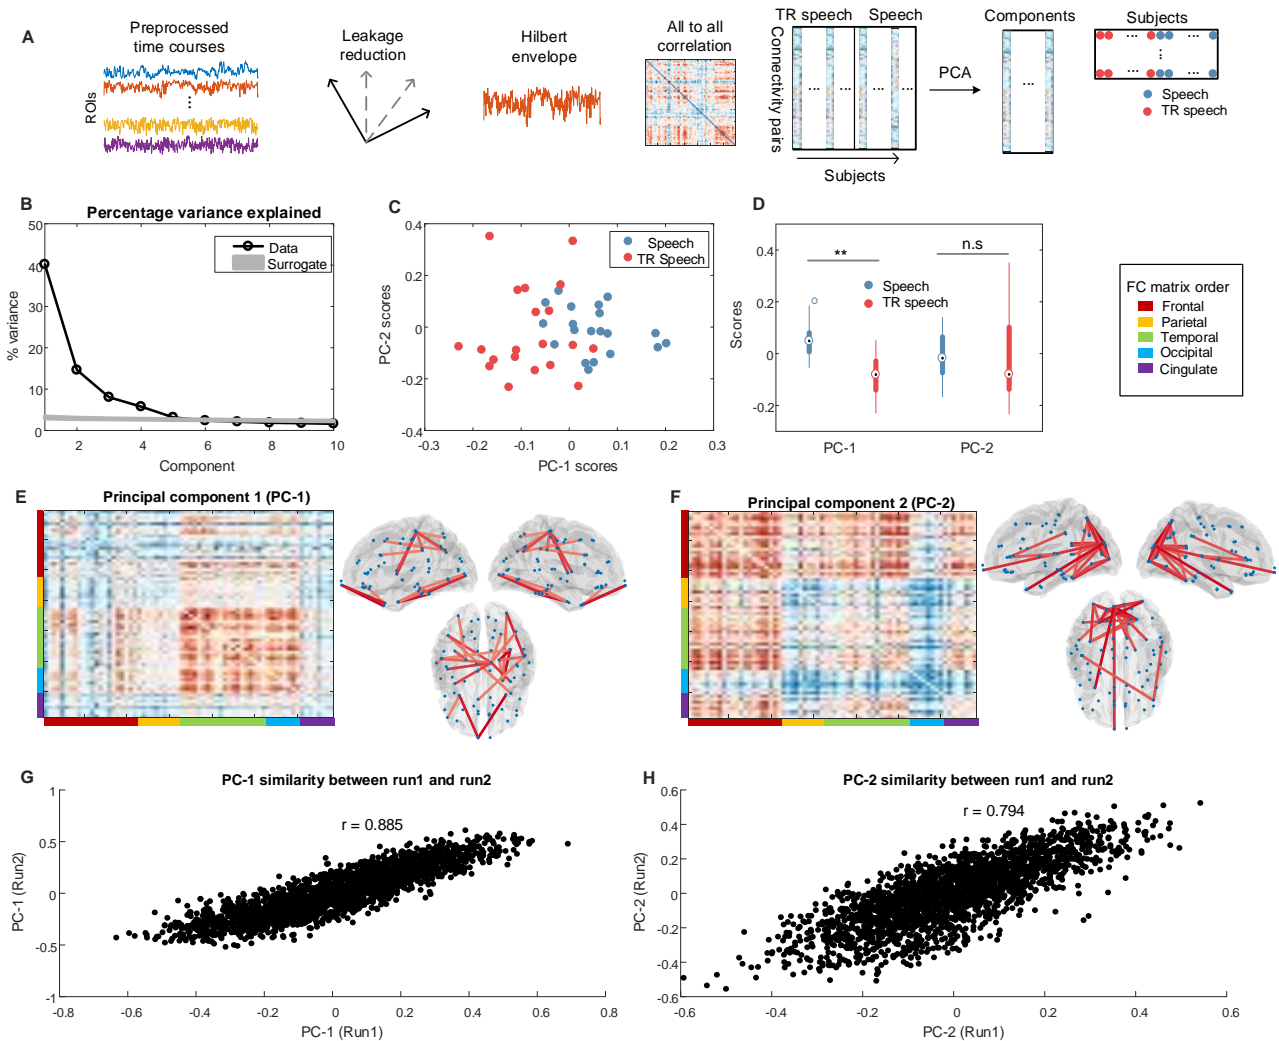 A
Preprocessed
time courses
ROIs
Leakage
reduction
Hilbert
envelope
All to all
correlation
TR speech
Speech
Connectivity pairs
Subjects
PCA
Components
Subjects
Speech
TR speech
B
Percentage variance explained
Data
Surrogate
% variance
50
40
30
20
10
0
2
4
6
8
10
Component
C
Speech
TR Speech
PC-2 scores
0.4
0.2
0
-0.2
-0.4
-0.3
-0.2
-0.1
0
0.1
0.2
0.3
PC-1 scores
D
**
n.s
Speech
TR speech
Scores
0.4
0.2
0
-0.2
PC-1
PC-2
FC matrix order
Frontal
Parietal
Temporal
Occipital
Cingulate
E
Principal component 1 (PC-1)
F
Principal component 2 (PC-2)
G
PC-1 similarity between run1 and run2
r = 0.885
PC-1 (Run2)
1
0.5
0
-0.5
-1
-0.8
-0.6
-0.4
-0.2
0
0.2
0.4
0.6
0.8
PC-1 (Run1)
H
PC-2 similarity between run1 and run2
r = 0.794
PC-2 (Run2)
0.6
0.4
0.2
0
-0.2
-0.4
-0.6
-0.6
-0.4
-0.2
0
0.2
0.4
0.6
PC-2 (Run1)